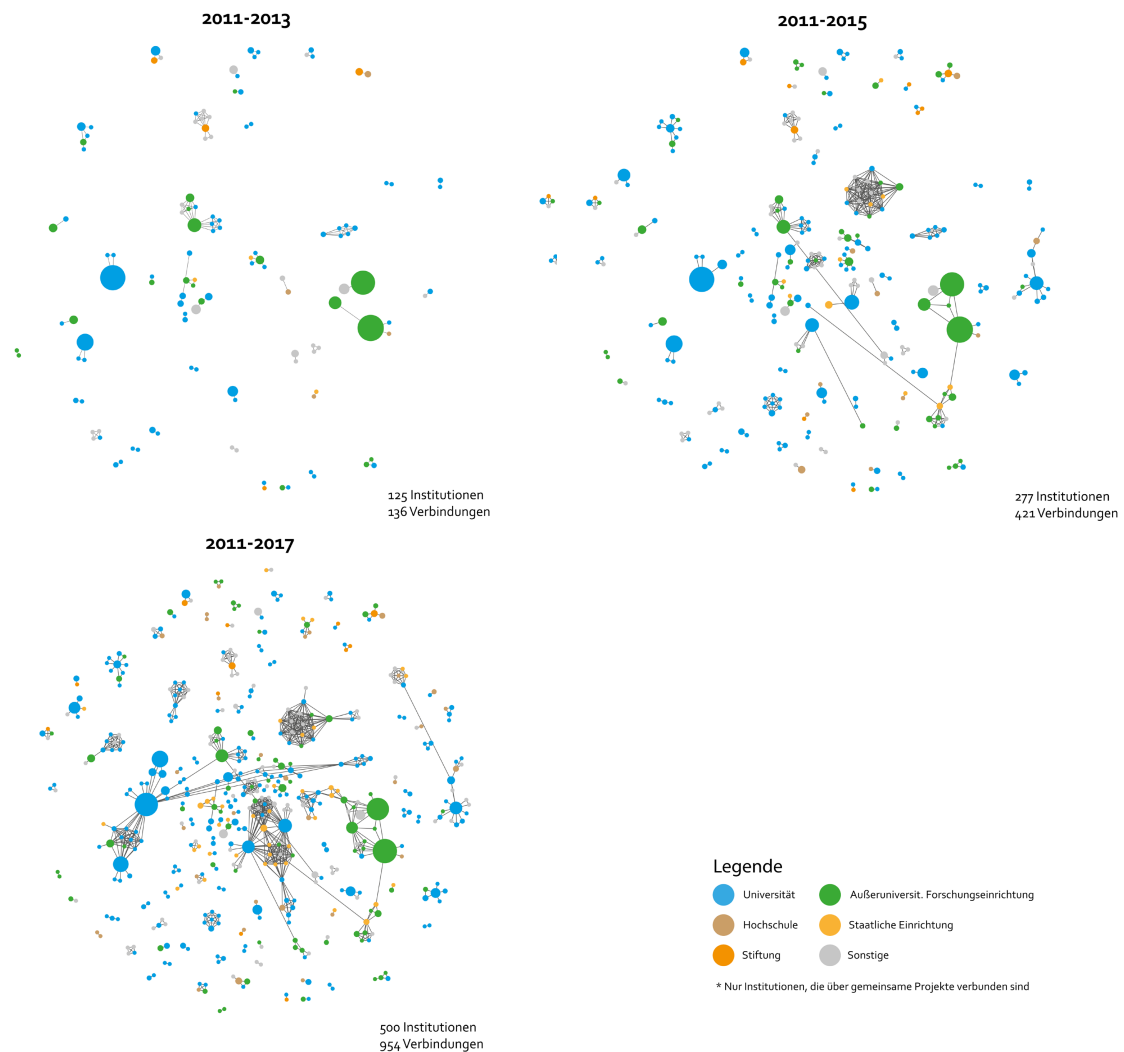 2011-2013
2011-2015
125 Institutionen
136 Verbindungen
277 Institutionen
421 Verbindungen
2011-2017
500 Institutionen
954 Verbindungen
Legende
Universität
Außeruniversit. Forschungseinrichtung
Hochschule
Staatliche Einrichtung
Stiftung
Sonstige
* Nur Institutionen, die über gemeinsame Projekte verbunden sind